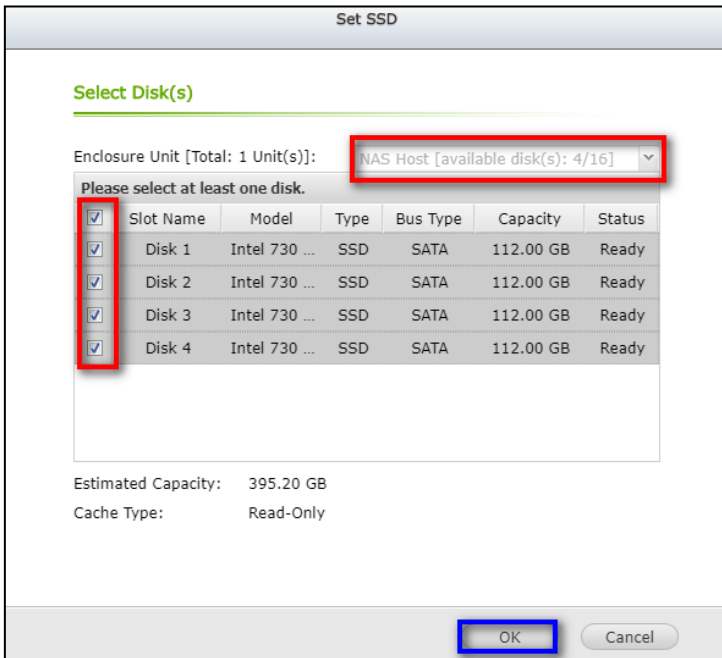 Set SSD
Select Disk(s)
Enclosure Unit [Total: 1 Unit(s)]: NAS Host [available disk(s): 4/16]
Please select at least one disk.
Slot Name Model Type Bus Type Capacity Status
Disk 1 Intel 730 ... SSD SATA 112.00 GB Ready
Disk 2 Intel 730 ... SSD SATA 112.00 GB Ready
Disk 3 Intel 730 ... SSD SATA 112.00 GB Ready
Disk 4 Intel 730 ... SSD SATA 112.00 GB Ready
Estimated Capacity: 395.20 GB
Cache Type: Read-Only
OK Cancel